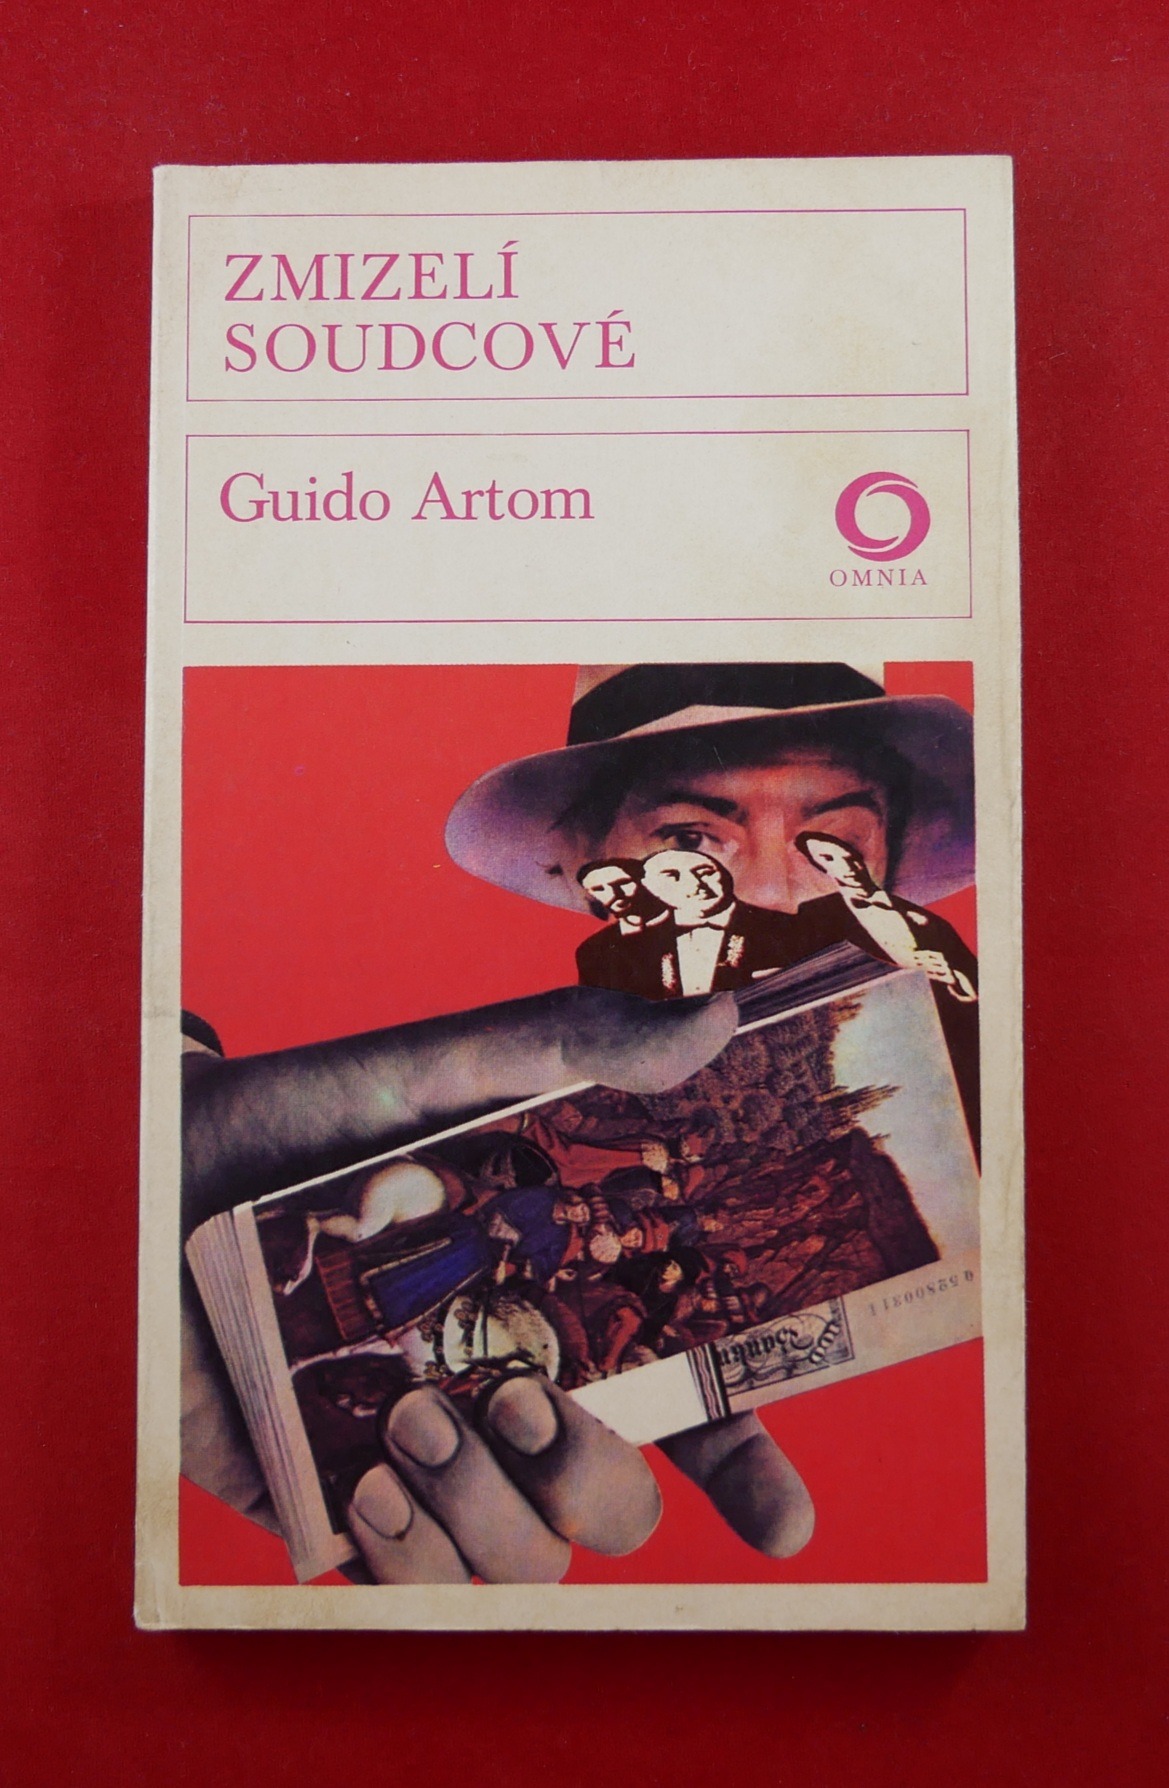 ZMIZELÍ
SOUDCOVÉ
Guido Artom
OMNIA